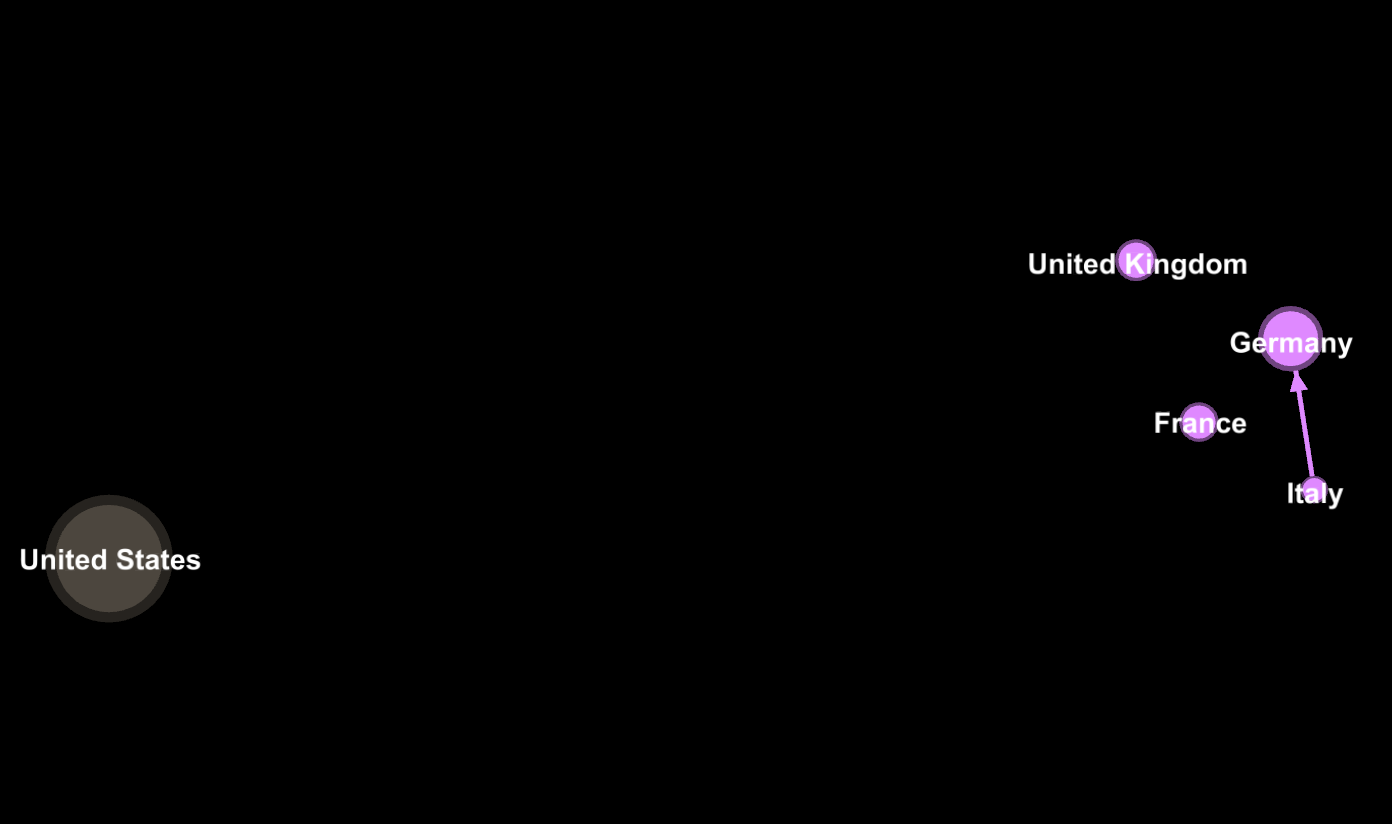 United Kingdom
Germany
France
Italy
United States